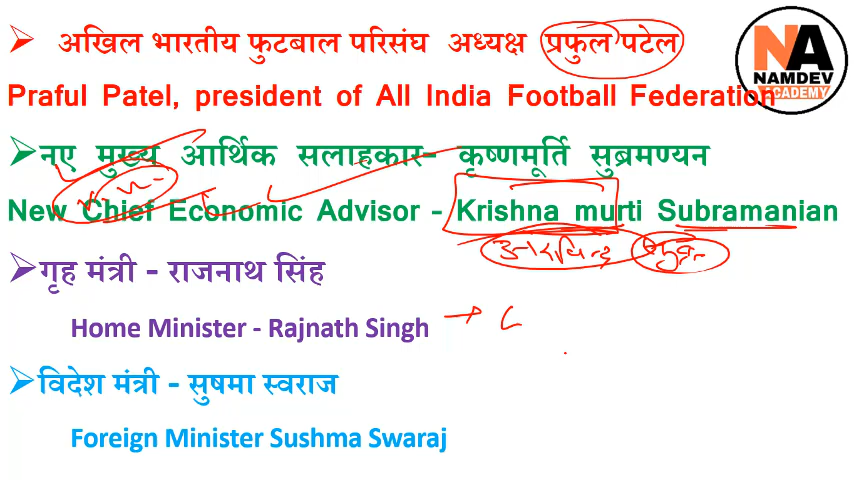 ➢ अखिल भारतीय फुटबाल परिसंघ अध्यक्ष प्रफुल पटेल
Praful Patel, president of All India Football Federation
➢ नए मुख्य आर्थिक सलाहकार- कृष्णमूर्ति सुब्रमण्यन
New Chief Economic Advisor - Krishna murti Subramanian
➢ गृह मंत्री - राजनाथ सिंह
Home Minister - Rajnath Singh
➢ विदेश मंत्री - सुषमा स्वराज
Foreign Minister Sushma Swaraj
NA
NAMDEV
ACADEMY